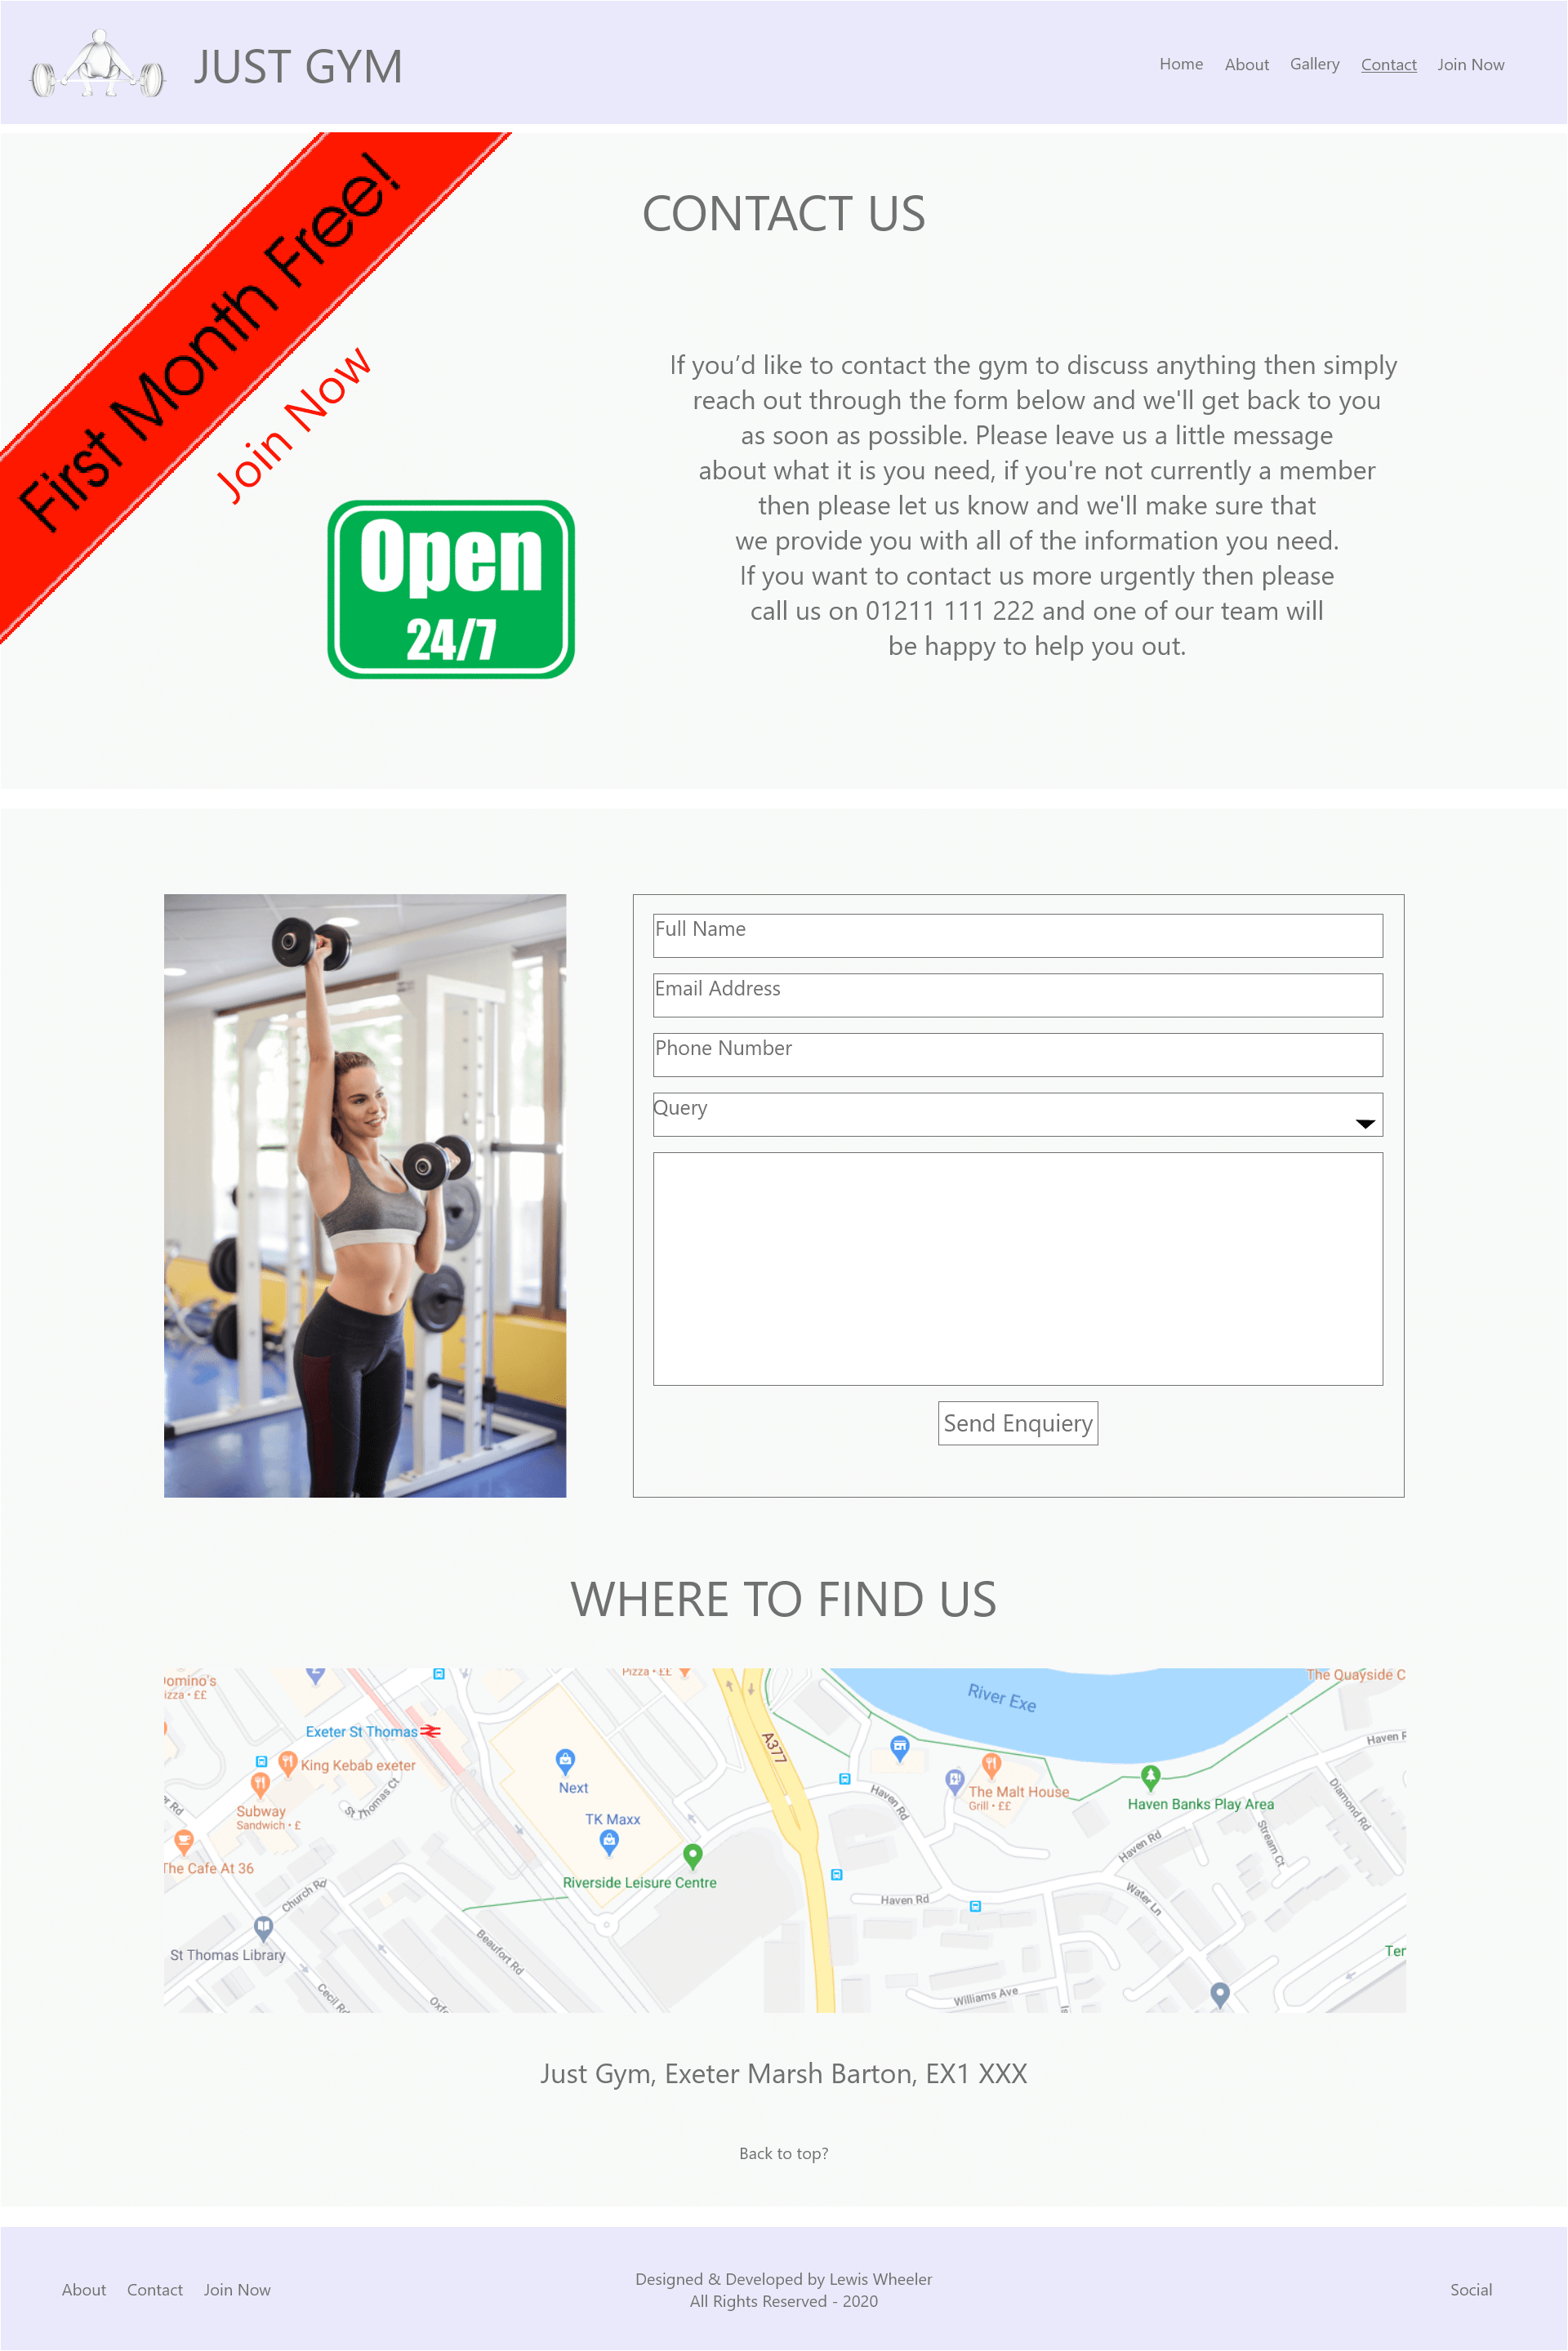 JUST GYM
Home About Gallery Contact Join Now
First Month Free!
Join Now
CONTACT US
If you’d like to contact the gym to discuss anything then simply
reach out through the form below and we'll get back to you
as soon as possible. Please leave us a little message
about what it is you need, if you're not currently a member
then please let us know and we'll make sure that
we provide you with all of the information you need.
If you want to contact us more urgently then please
call us on 01211 111 222 and one of our team will
be happy to help you out.
Open
24/7
Full Name
Email Address
Phone Number
Query
Send Enquiery
WHERE TO FIND US
Pizza • ££
The Quayside C
omino's
izza • ££
River Exe
Exeter St Thomas
A377
Haven
King Kebab exeter
St Thomas Ct
Next
Haven Rd
The Malt House
Grill • ££
Haven Banks Play Area
Diamond Rd
Subway
Sandwich • £
TK Maxx
Stream Ct
Haven Rd
The Cafe At 36
Riverside Leisure Centre
Church Rd
Haven Rd
Water Ln
St Thomas Library
Beaufort Rd
Ter
Cecil Rd
Oxf
Williams Ave
Just Gym, Exeter Marsh Barton, EX1 XXX
Back to top?
About Contact Join Now
Designed & Developed by Lewis Wheeler
All Rights Reserved - 2020
Social